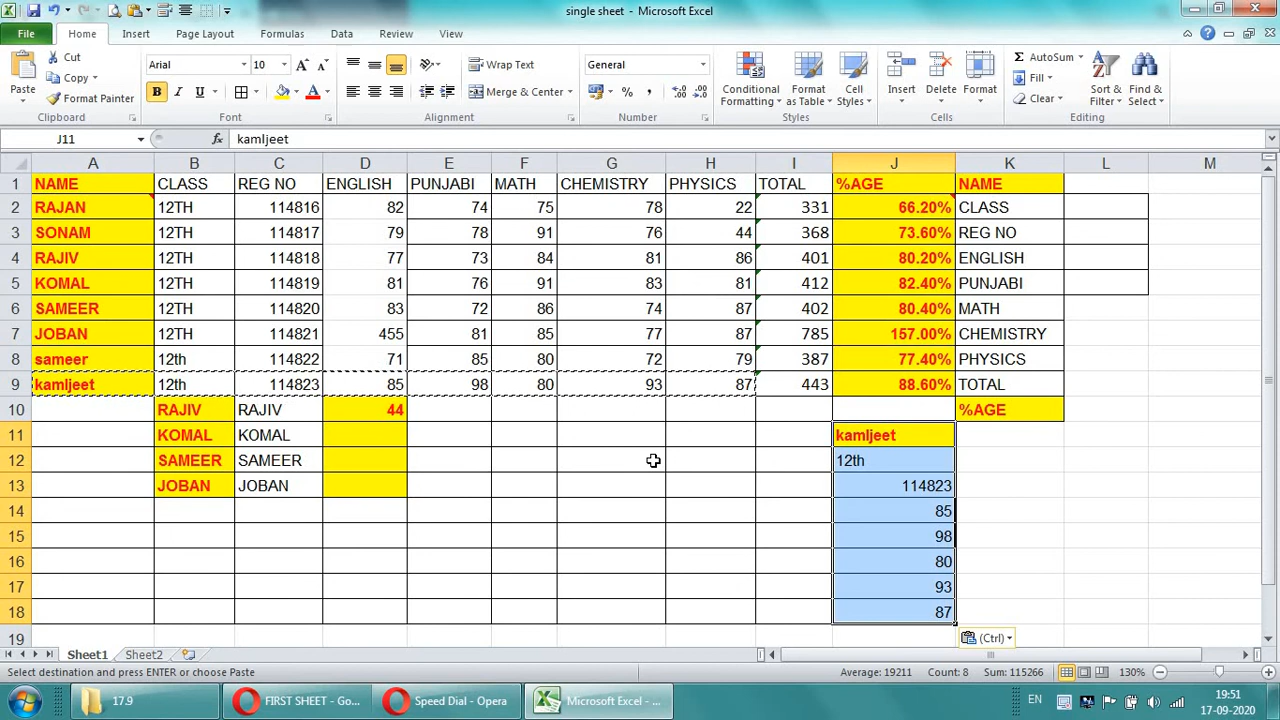 single sheet - Microsoft Excel
File Home Insert Page Layout Formulas Data Review View
Cut Arial 10 Wrap Text General AutoSum
Copy Fill
Paste Format Painter B I U Merge & Center % , Conditional Formatting Format as Table Cell Styles Insert Delete Format Clear Sort & Filter Find & Select
Clipboard Font Alignment Number Styles Cells Editing
J11 fx kamljeet
A B C D E F G H I J K L M
1 NAME CLASS REG NO ENGLISH PUNJABI MATH CHEMISTRY PHYSICS TOTAL %AGE NAME
2 RAJAN 12TH 114816 82 74 75 78 22 331 66.20% CLASS
3 SONAM 12TH 114817 79 78 91 76 44 368 73.60% REG NO
4 RAJIV 12TH 114818 77 73 84 81 86 401 80.20% ENGLISH
5 KOMAL 12TH 114819 81 76 91 83 81 412 82.40% PUNJABI
6 SAMEER 12TH 114820 83 72 86 74 87 402 80.40% MATH
7 JOBAN 12TH 114821 455 81 85 77 87 785 157.00% CHEMISTRY
8 sameer 12th 114822 71 85 80 72 79 387 77.40% PHYSICS
9 kamljeet 12th 114823 85 98 80 93 87 443 88.60% TOTAL
10 RAJIV RAJIV 44 %AGE
11 KOMAL KOMAL kamljeet
12 SAMEER SAMEER 12th
13 JOBAN JOBAN 114823
14 85
15 98
16 80
17 93
18 87
19 (Ctrl)
Sheet1 Sheet2
Select destination and press ENTER or choose Paste Average: 19211 Count: 8 Sum: 115266 130%
17.9 FIRST SHEET - Go... Speed Dial - Opera Microsoft Excel - ... EN 19:51
17-09-2020